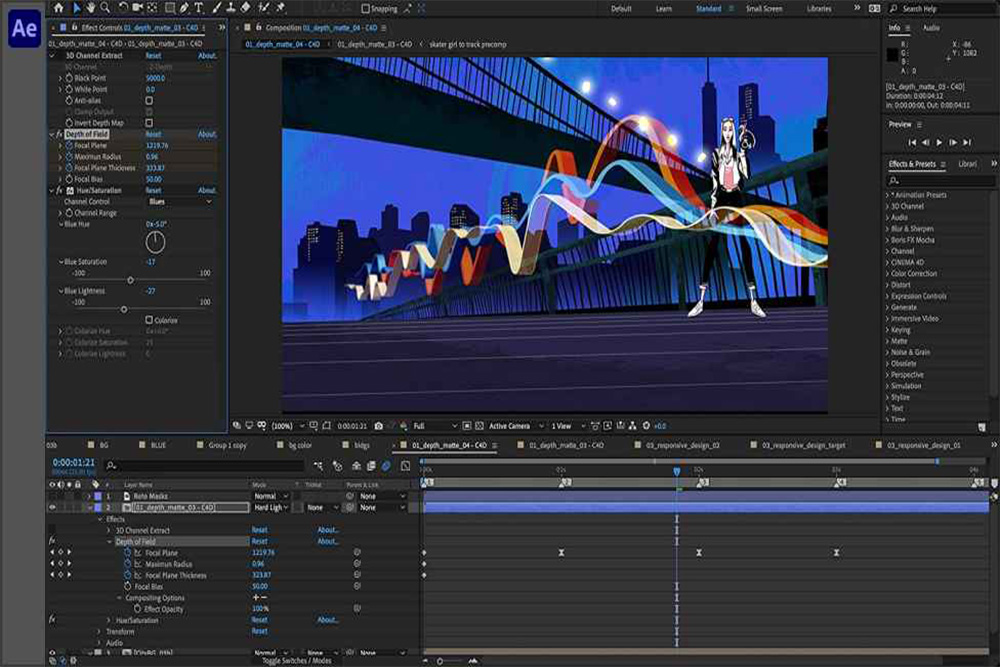 Ae
Snapping
Default
Learn
Standard
Small Screen
Libraries
Search Help
Effect Controls 01_depth_matte_03 - C4D
01_depth_matte_04 - C4D • 01_depth_matte_03 - C4D
3D Channel Extract Reset About.
3D Channel Z-Depth
Black Point 5000.0
White Point 0.0
Anti-alias
Clamp Output
Invert Depth Map
Depth of Field Reset About.
Focal Plane 1219.76
Maximum Radius 0.96
Focal Plane Thickness 323.87
Focal Bias 50.00
Hue/Saturation Reset About.
Channel Control Blues
Channel Range
Blue Hue 0x-5.0°
Blue Saturation -17
-100 100
Blue Lightness -27
-100 100
Colorize
Colorize Hue 0x+0.0°
Colorize Saturation 25
Colorize Lightness 0
Composition 01_depth_matte_04 - C4D
01_depth_matte_04 - C4D
01_depth_matte_03 - C4D
skater girl to track precomp
(100%) 0:00:01:21 Full Active Camera 1 View +0.0
Info Audio
R: X: -86
G: Y: 1082
B:
A: 0
[01_depth_matte_03 - C4D]
Duration: 0:00:04:12
In: 0:00:00:00, Out: 0:00:04:11
Preview
Effects & Presets Librari
* Animation Presets
3D Channel
Audio
Blur & Sharpen
Boris FX Mocha
Channel
CINEMA 4D
Color Correction
Distort
Expression Controls
Generate
Immersive Video
Keying
Matte
Noise & Grain
Obsolete
Perspective
Simulation
Stylize
Text
Time
03b
BG
BLUE
Group 1 copy
bg color
bldgs
01_depth_matte_04 - C4D
01_depth_matte_03 - C4D
03_responsive_design_02
03_responsive_design_target
03_responsive_design_01
0:00:01:21
# Layer Name Mode T TrkMat Parent & Link
1 Roto Masks Normal None
2 [01_depth_matte_03 - C4D] Hard Ligh None None
Effects
3D Channel Extract Reset About...
Depth of Field Reset About...
Focal Plane 1219.76
Maximum Radius 0.96
Focal Plane Thickness 323.87
Focal Bias 50.00
Compositing Options + −
Effect Opacity 100%
Hue/Saturation Reset About...
Transform Reset
Audio
Normal None None
Toggle Switches / Modes
1
2
3
4
5